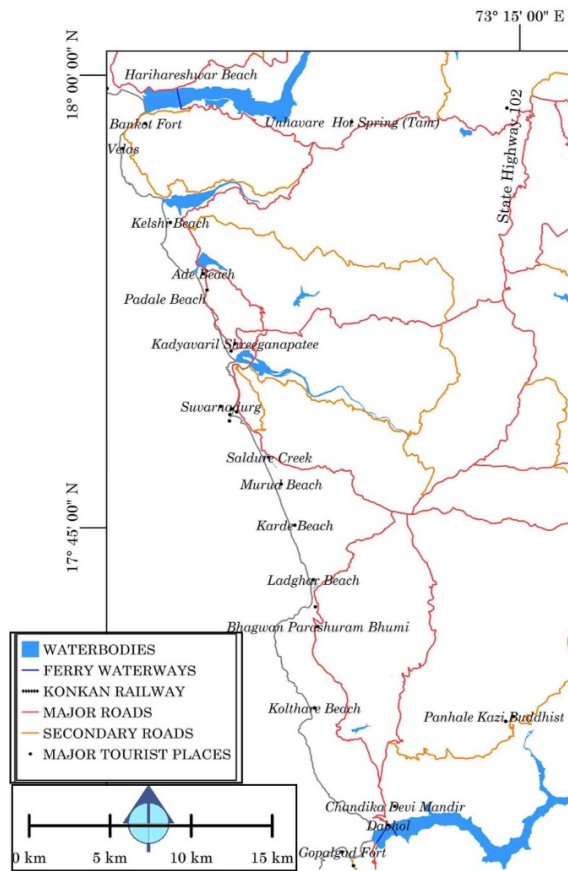 73° 15' 00" E
18° 00' 00" N
Harihareshwar Beach
State Highway 102
Bankot Fort
Unhavare Hot Spring (Tam)
Velas
Kelshi Beach
Ade Beach
Padale Beach
Kadyavaril Shreeganapatee
Suvarnadurg
Saldure Creek
Murud Beach
17° 45' 00" N
Karde Beach
Ladghar Beach
Bhagwan Parashuram Bhumi
WATERBODIES
FERRY WATERWAYS
KONKAN RAILWAY
MAJOR ROADS
SECONDARY ROADS
MAJOR TOURIST PLACES
Kolthare Beach
Panhale Kazi Buddhist
Chandika Devi Mandir
Dabhol
Gopalgad Fort
0 km 5 km 10 km 15 km